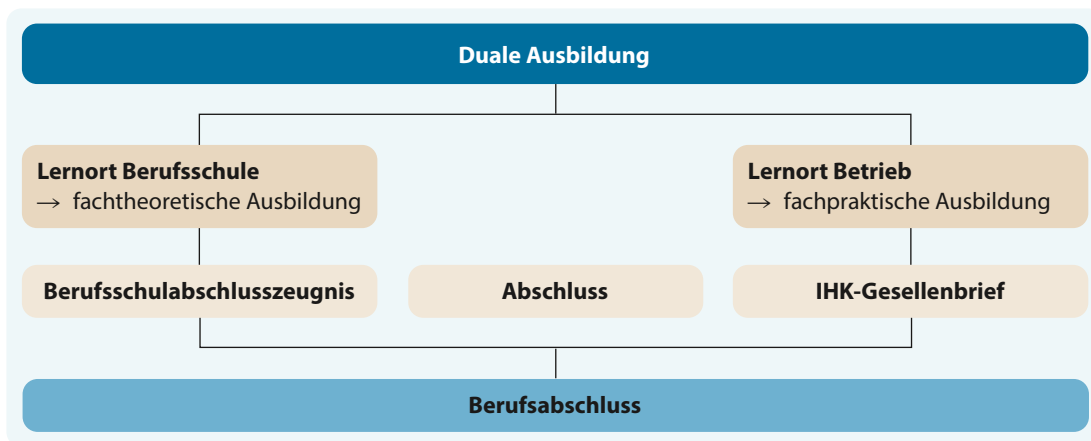 Duale Ausbildung
Lernort Berufsschule
→ fachtheoretische Ausbildung
Lernort Betrieb
→ fachpraktische Ausbildung
Berufsschulabschlusszeugnis
Abschluss
IHK-Gesellenbrief
Berufsabschluss